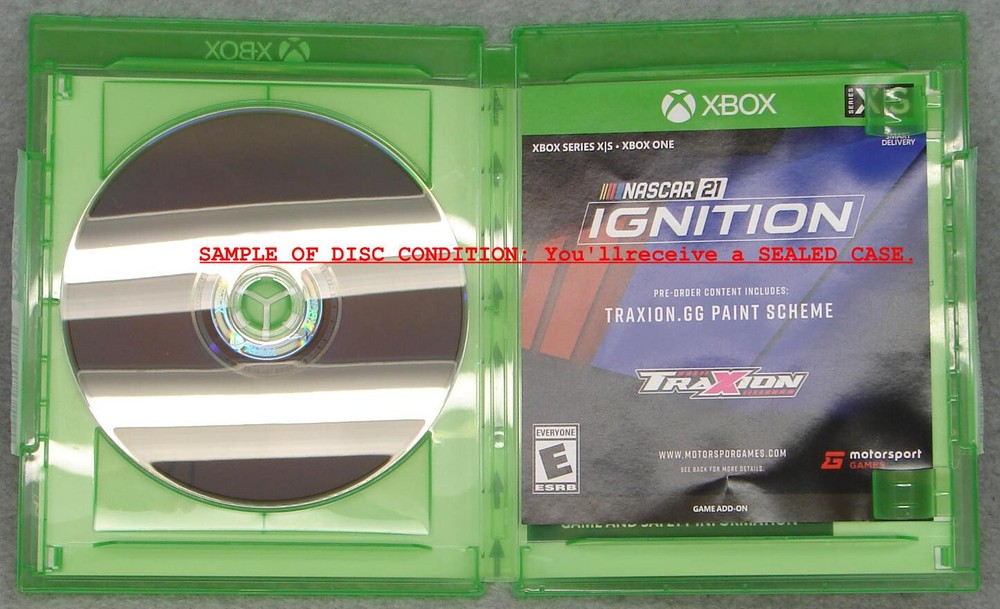 XBOX
XBOX
SERIES X|S
SMART DELIVERY
XBOX SERIES X|S • XBOX ONE
NASCAR 21
IGNITION
SAMPLE OF DISC CONDITION: You'llreceive a SEALED CASE.
PRE-ORDER CONTENT INCLUDES:
TRAXION.GG PAINT SCHEME
TRAXION
EVERYONE
E
ESRB
WWW.MOTORSPORGAMES.COM
SEE BACK FOR MORE DETAILS.
motorsport
GAMES
GAME ADD-ON
GAME AND SAFETY INFORMATION